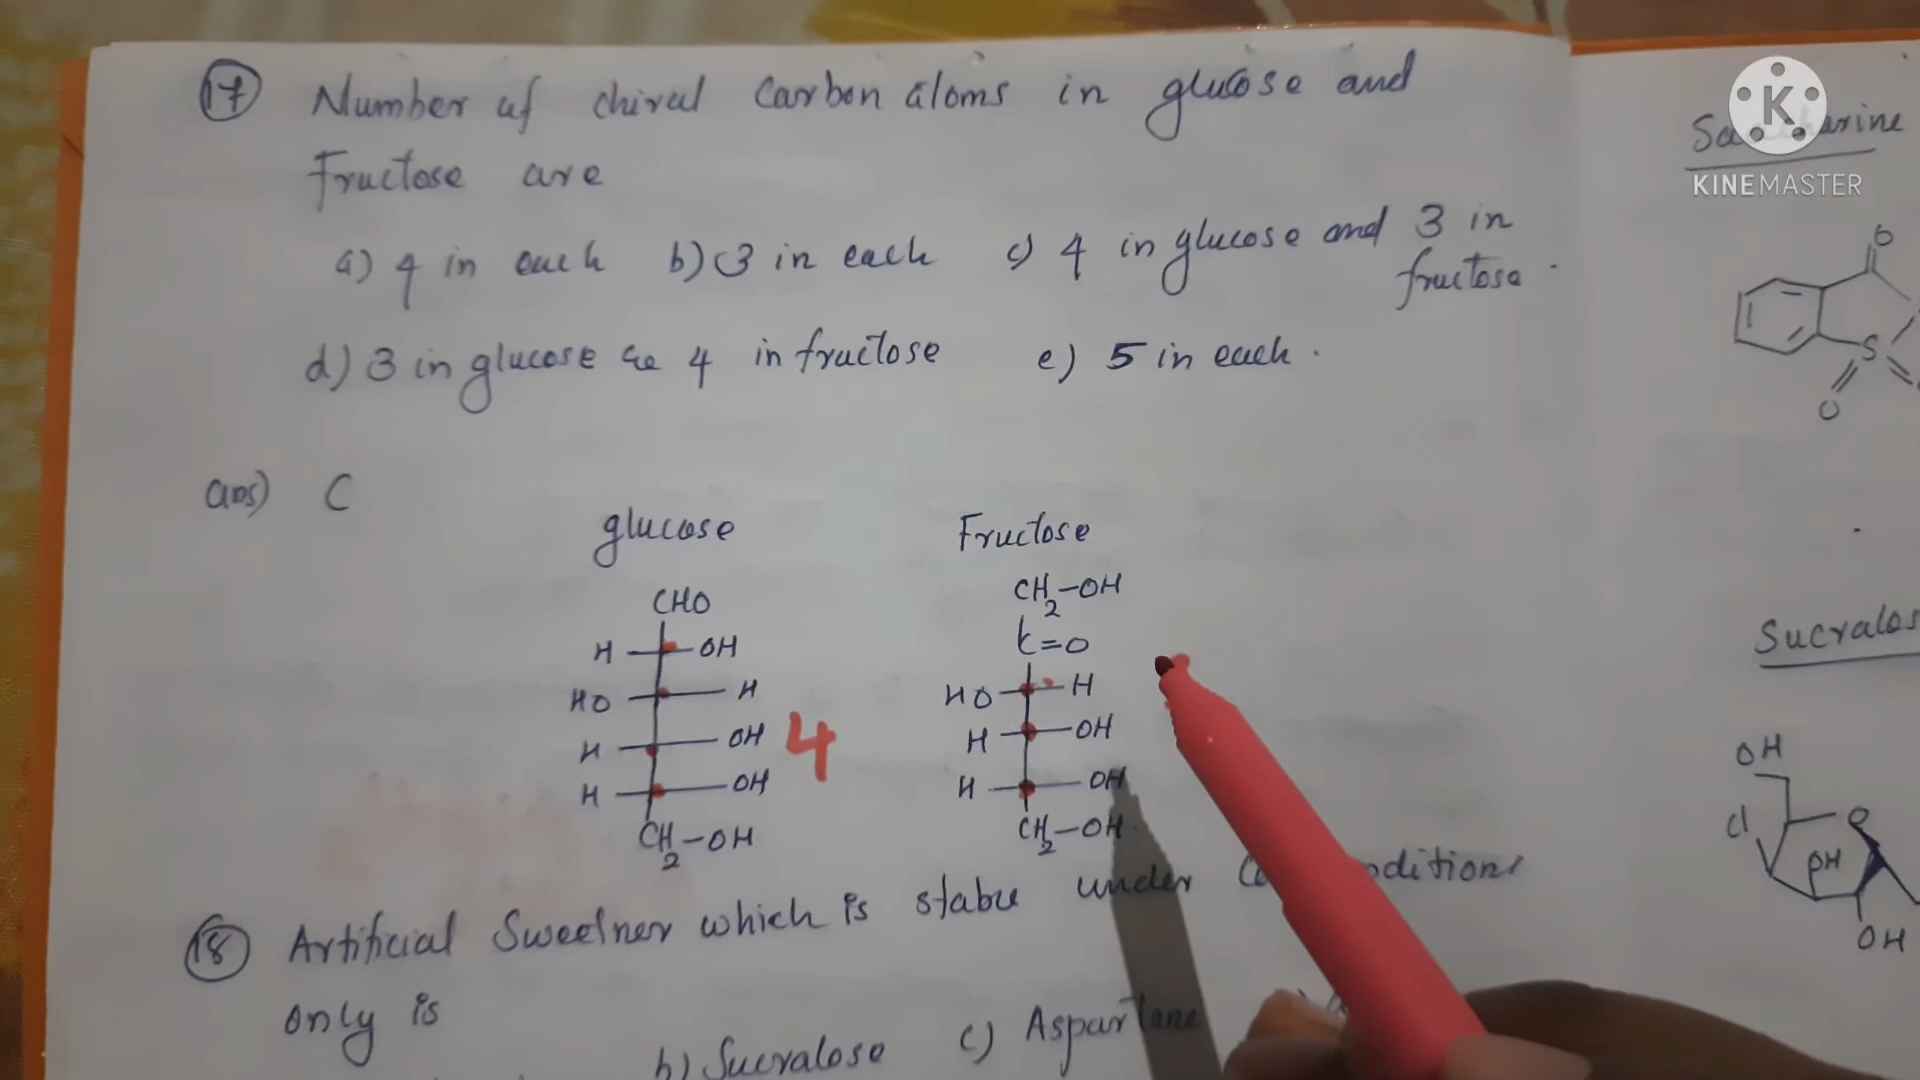 17 Number of chiral Carbon atoms in glucose and
Fructose are
a) 4 in each b) 3 in each c) 4 in glucose and 3 in
fructose.
d) 3 in glucose & 4 in fructose e) 5 in each.
ans) C
glucose Fructose
CHO
H OH
HO H
H OH
H OH
CH2-OH
4
CH2-OH
C=O
HO H
H OH
H OH
CH2-OH
18 Artificial Sweetner which is stable under
only is
b) Sucralose c) Aspartane
KINEMASTER
K
O
S
O
OH
Cl
O
OH
OH